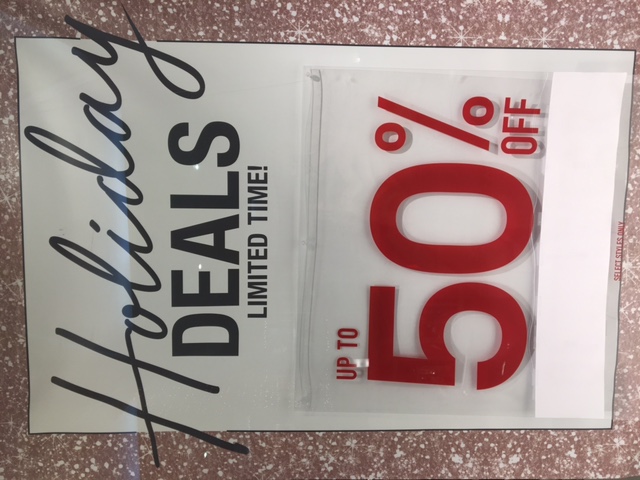 Holiday
DEALS
LIMITED TIME!
UP TO
50%
OFF
SELECT STYLES ONLY